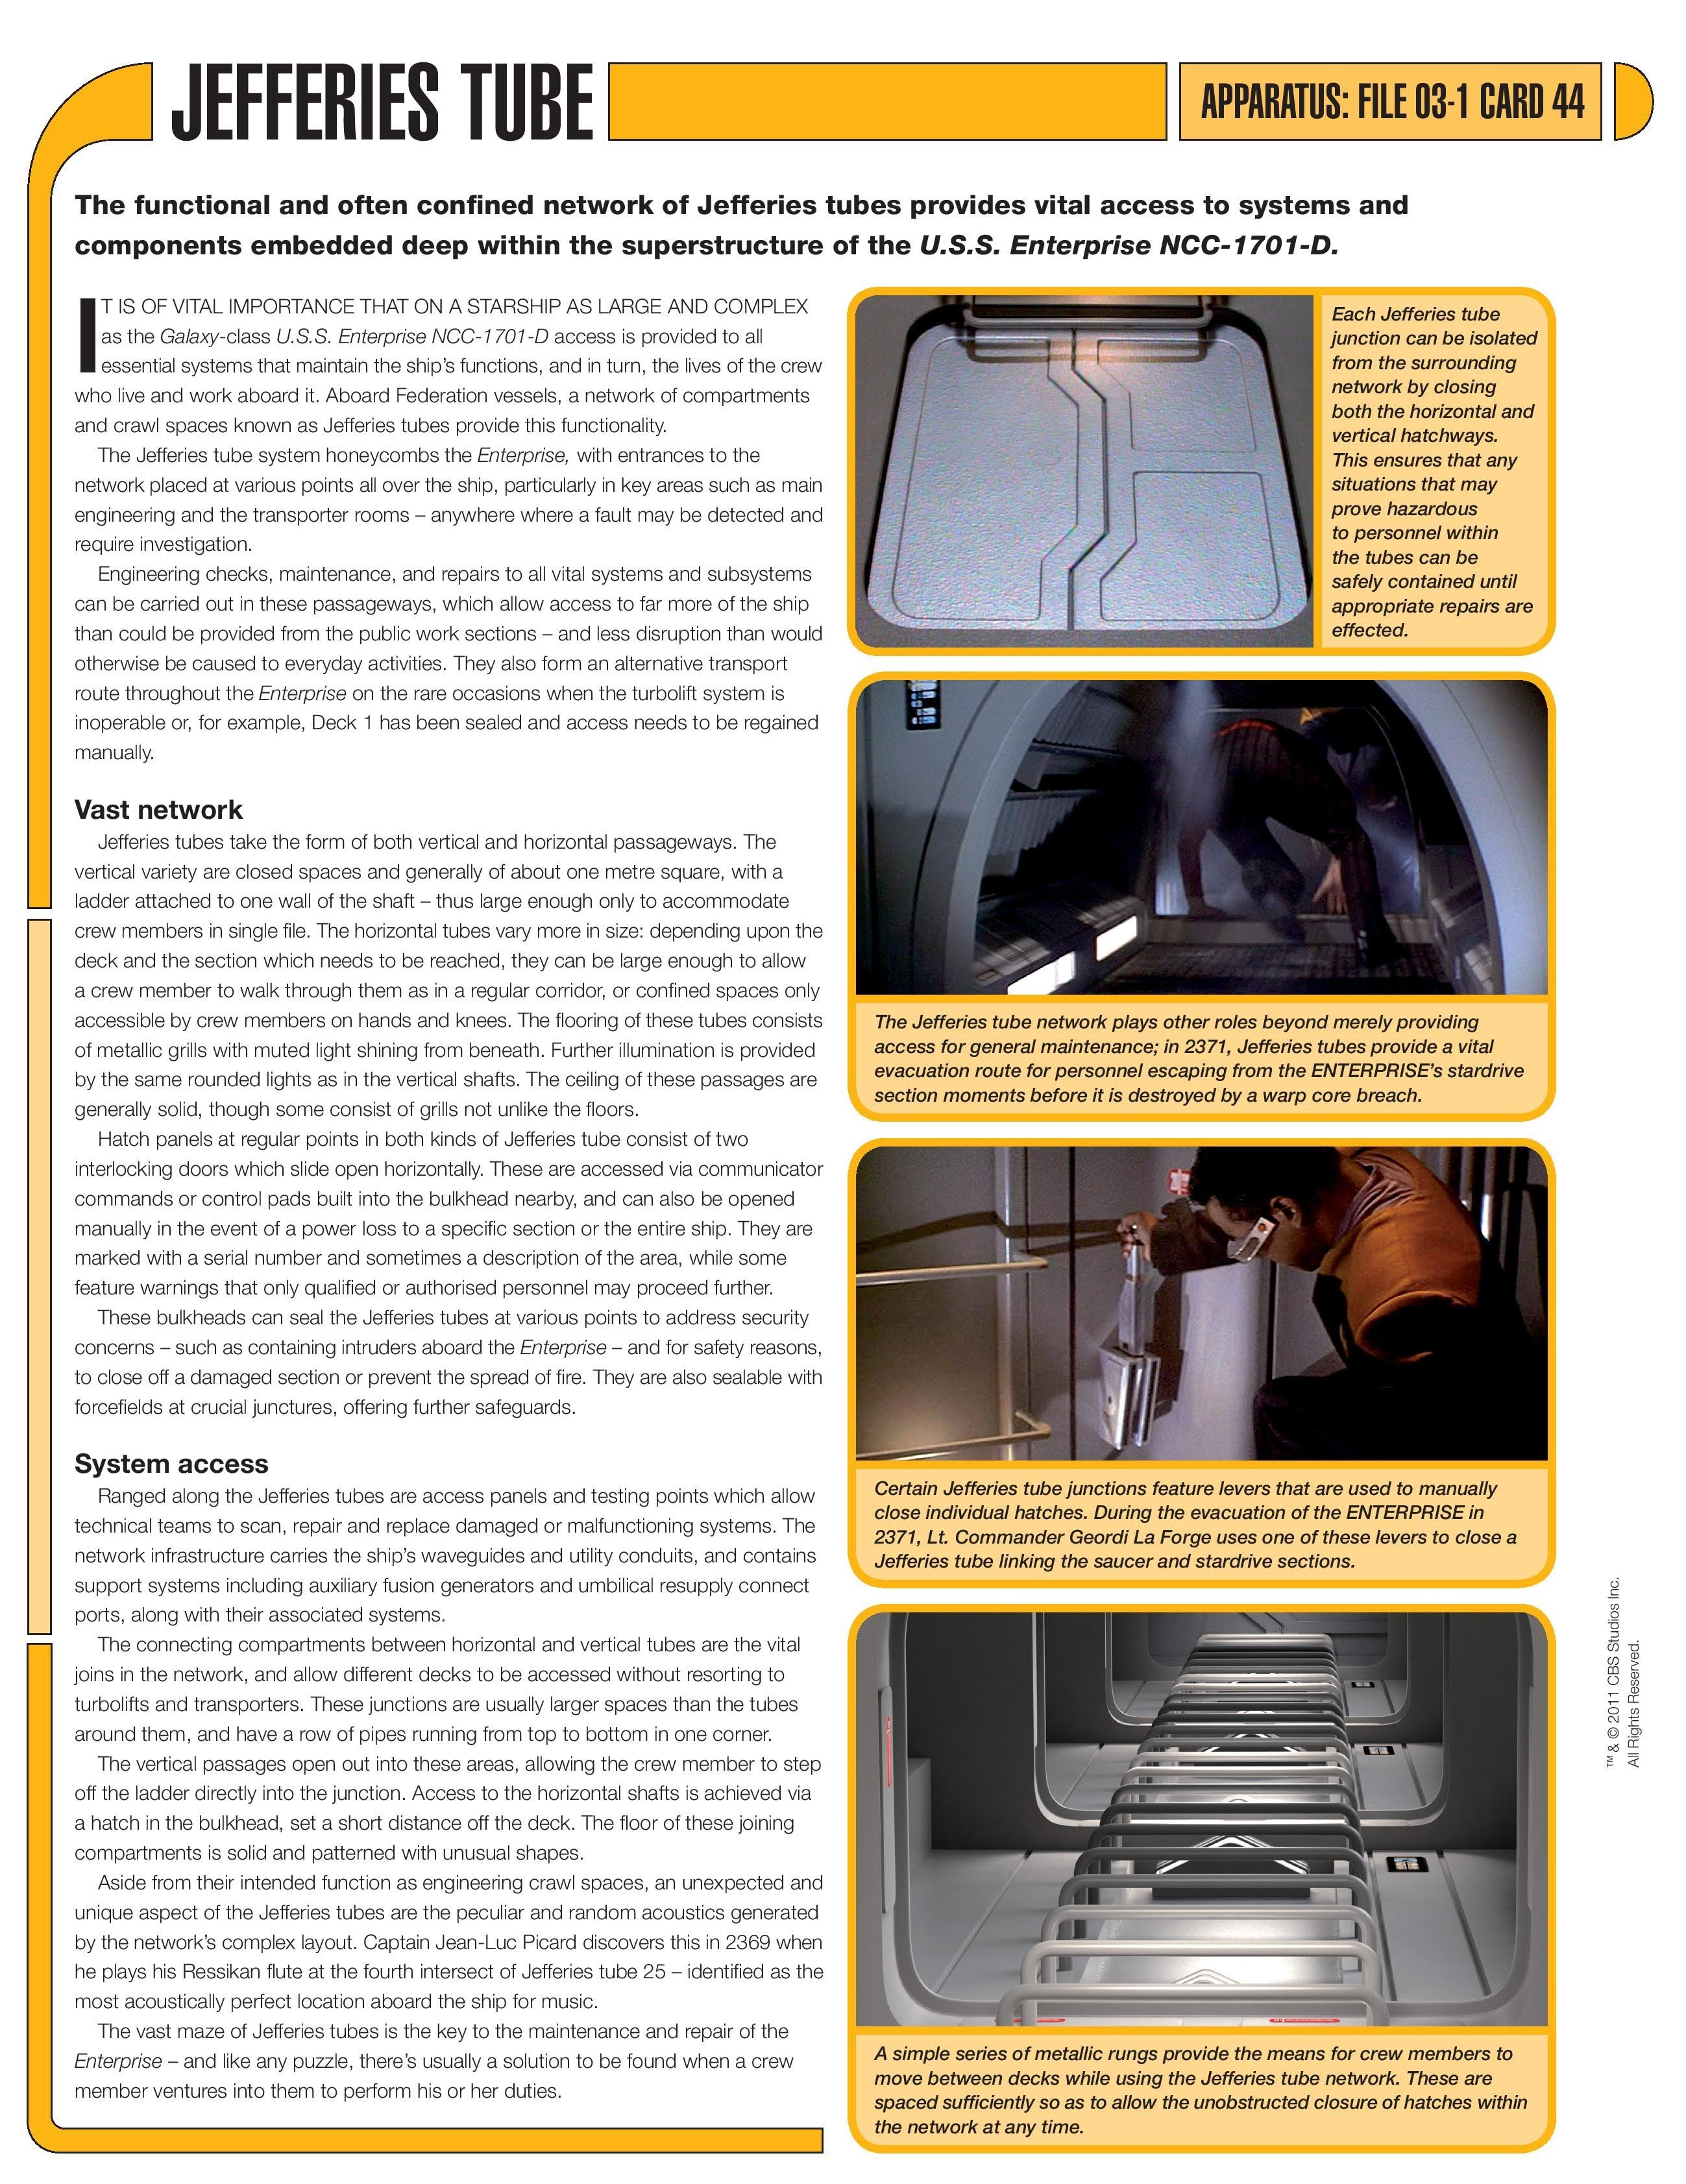 JEFFERIES TUBE
APPARATUS: FILE 03-1 CARD 44
The functional and often confined network of Jefferies tubes provides vital access to systems and
components embedded deep within the superstructure of the U.S.S. Enterprise NCC-1701-D.
IT IS OF VITAL IMPORTANCE THAT ON A STARSHIP AS LARGE AND COMPLEX
as the Galaxy-class U.S.S. Enterprise NCC-1701-D access is provided to all
essential systems that maintain the ship's functions, and in turn, the lives of the crew
who live and work aboard it. Aboard Federation vessels, a network of compartments
and crawl spaces known as Jefferies tubes provide this functionality.
The Jefferies tube system honeycombs the Enterprise, with entrances to the
network placed at various points all over the ship, particularly in key areas such as main
engineering and the transporter rooms – anywhere where a fault may be detected and
require investigation.
Engineering checks, maintenance, and repairs to all vital systems and subsystems
can be carried out in these passageways, which allow access to far more of the ship
than could be provided from the public work sections – and less disruption than would
otherwise be caused to everyday activities. They also form an alternative transport
route throughout the Enterprise on the rare occasions when the turbolift system is
inoperable or, for example, Deck 1 has been sealed and access needs to be regained
manually.
Vast network
Jefferies tubes take the form of both vertical and horizontal passageways. The
vertical variety are closed spaces and generally of about one metre square, with a
ladder attached to one wall of the shaft – thus large enough only to accommodate
crew members in single file. The horizontal tubes vary more in size: depending upon the
deck and the section which needs to be reached, they can be large enough to allow
a crew member to walk through them as in a regular corridor, or confined spaces only
accessible by crew members on hands and knees. The flooring of these tubes consists
of metallic grills with muted light shining from beneath. Further illumination is provided
by the same rounded lights as in the vertical shafts. The ceiling of these passages are
generally solid, though some consist of grills not unlike the floors.
Hatch panels at regular points in both kinds of Jefferies tube consist of two
interlocking doors which slide open horizontally. These are accessed via communicator
commands or control pads built into the bulkhead nearby, and can also be opened
manually in the event of a power loss to a specific section or the entire ship. They are
marked with a serial number and sometimes a description of the area, while some
feature warnings that only qualified or authorised personnel may proceed further.
These bulkheads can seal the Jefferies tubes at various points to address security
concerns – such as containing intruders aboard the Enterprise – and for safety reasons,
to close off a damaged section or prevent the spread of fire. They are also sealable with
forcefields at crucial junctures, offering further safeguards.
System access
Ranged along the Jefferies tubes are access panels and testing points which allow
technical teams to scan, repair and replace damaged or malfunctioning systems. The
network infrastructure carries the ship's waveguides and utility conduits, and contains
support systems including auxiliary fusion generators and umbilical resupply connect
ports, along with their associated systems.
The connecting compartments between horizontal and vertical tubes are the vital
joins in the network, and allow different decks to be accessed without resorting to
turbolifts and transporters. These junctions are usually larger spaces than the tubes
around them, and have a row of pipes running from top to bottom in one corner.
The vertical passages open out into these areas, allowing the crew member to step
off the ladder directly into the junction. Access to the horizontal shafts is achieved via
a hatch in the bulkhead, set a short distance off the deck. The floor of these joining
compartments is solid and patterned with unusual shapes.
Aside from their intended function as engineering crawl spaces, an unexpected and
unique aspect of the Jefferies tubes are the peculiar and random acoustics generated
by the network's complex layout. Captain Jean-Luc Picard discovers this in 2369 when
he plays his Ressikan flute at the fourth intersect of Jefferies tube 25 – identified as the
most acoustically perfect location aboard the ship for music.
The vast maze of Jefferies tubes is the key to the maintenance and repair of the
Enterprise – and like any puzzle, there's usually a solution to be found when a crew
member ventures into them to perform his or her duties.
Each Jefferies tube
junction can be isolated
from the surrounding
network by closing
both the horizontal and
vertical hatchways.
This ensures that any
situations that may
prove hazardous
to personnel within
the tubes can be
safely contained until
appropriate repairs are
effected.
The Jefferies tube network plays other roles beyond merely providing
access for general maintenance; in 2371, Jefferies tubes provide a vital
evacuation route for personnel escaping from the ENTERPRISE's stardrive
section moments before it is destroyed by a warp core breach.
Certain Jefferies tube junctions feature levers that are used to manually
close individual hatches. During the evacuation of the ENTERPRISE in
2371, Lt. Commander Geordi La Forge uses one of these levers to close a
Jefferies tube linking the saucer and stardrive sections.
A simple series of metallic rungs provide the means for crew members to
move between decks while using the Jefferies tube network. These are
spaced sufficiently so as to allow the unobstructed closure of hatches within
the network at any time.
™ & © 2011 CBS Studios Inc.
All Rights Reserved.